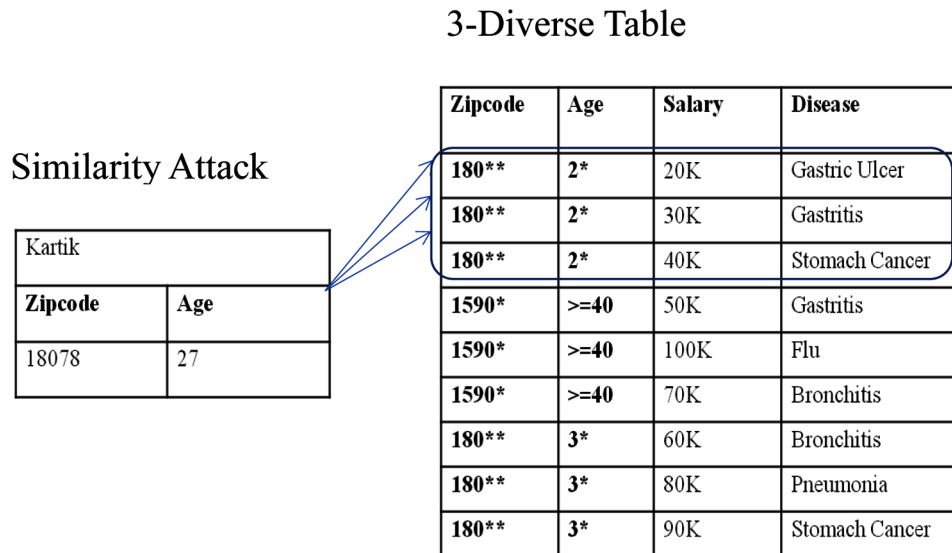 3-Diverse Table
Similarity Attack
Kartik
Zipcode Age
18078 27
Zipcode Age Salary Disease
180** 2* 20K Gastric Ulcer
180** 2* 30K Gastritis
180** 2* 40K Stomach Cancer
1590* >=40 50K Gastritis
1590* >=40 100K Flu
1590* >=40 70K Bronchitis
180** 3* 60K Bronchitis
180** 3* 80K Pneumonia
180** 3* 90K Stomach Cancer